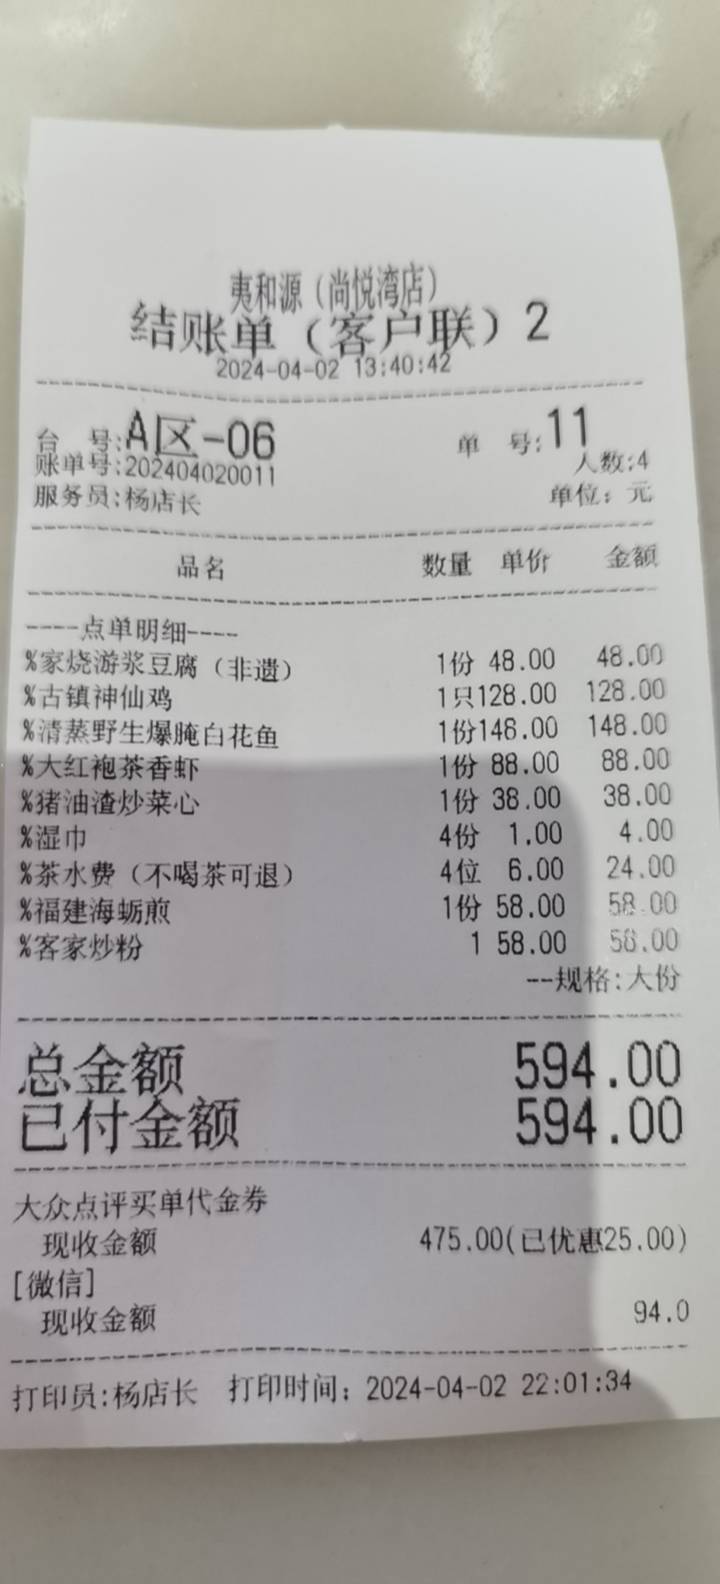 夷和源（尚悦湾店）
结账单（客户联）2
2024-04-02 13:40:42
台 号:A区-06 单 号:11
账单号:202404020011 人数:4
服务员:杨店长 单位：元
品名 数量 单价 金额
----点单明细----
%家烧游浆豆腐（非遗） 1份 48.00 48.00
%古镇神仙鸡 1只128.00 128.00
%清蒸野生爆腌白花鱼 1份148.00 148.00
%大红袍茶香虾 1份 88.00 88.00
%猪油渣炒菜心 1份 38.00 38.00
%湿巾 4份 1.00 4.00
%茶水费（不喝茶可退） 4位 6.00 24.00
%福建海蛎煎 1份 58.00 58.00
%客家炒粉 1 58.00 58.00
--规格:大份
总金额 594.00
已付金额 594.00
大众点评买单代金券
现收金额 475.00(已优惠25.00)
[微信]
现收金额 94.0
打印员:杨店长 打印时间：2024-04-02 22:01:34